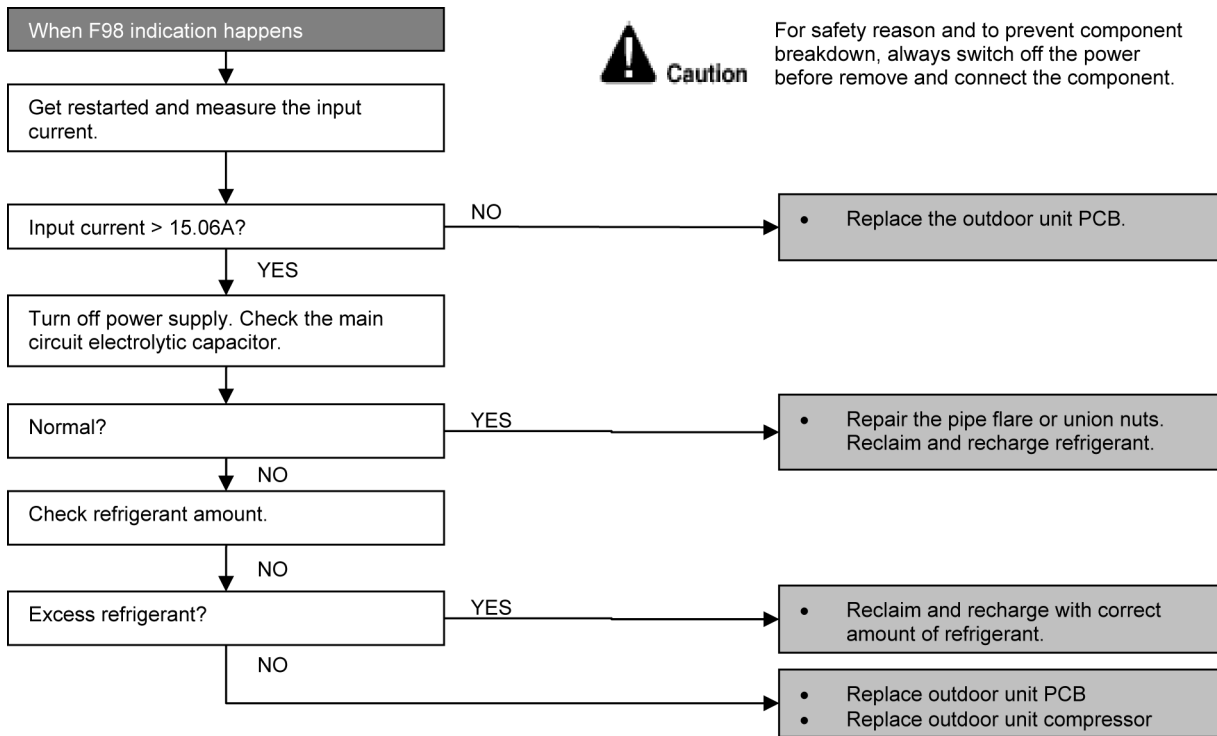 When F98 indication happens
Caution
For safety reason and to prevent component
breakdown, always switch off the power
before remove and connect the component.
Get restarted and measure the input
current.
Input current > 15.06A?
NO
• Replace the outdoor unit PCB.
YES
Turn off power supply. Check the main
circuit electrolytic capacitor.
Normal?
YES
• Repair the pipe flare or union nuts.
Reclaim and recharge refrigerant.
NO
Check refrigerant amount.
NO
Excess refrigerant?
YES
• Reclaim and recharge with correct
amount of refrigerant.
NO
• Replace outdoor unit PCB
• Replace outdoor unit compressor